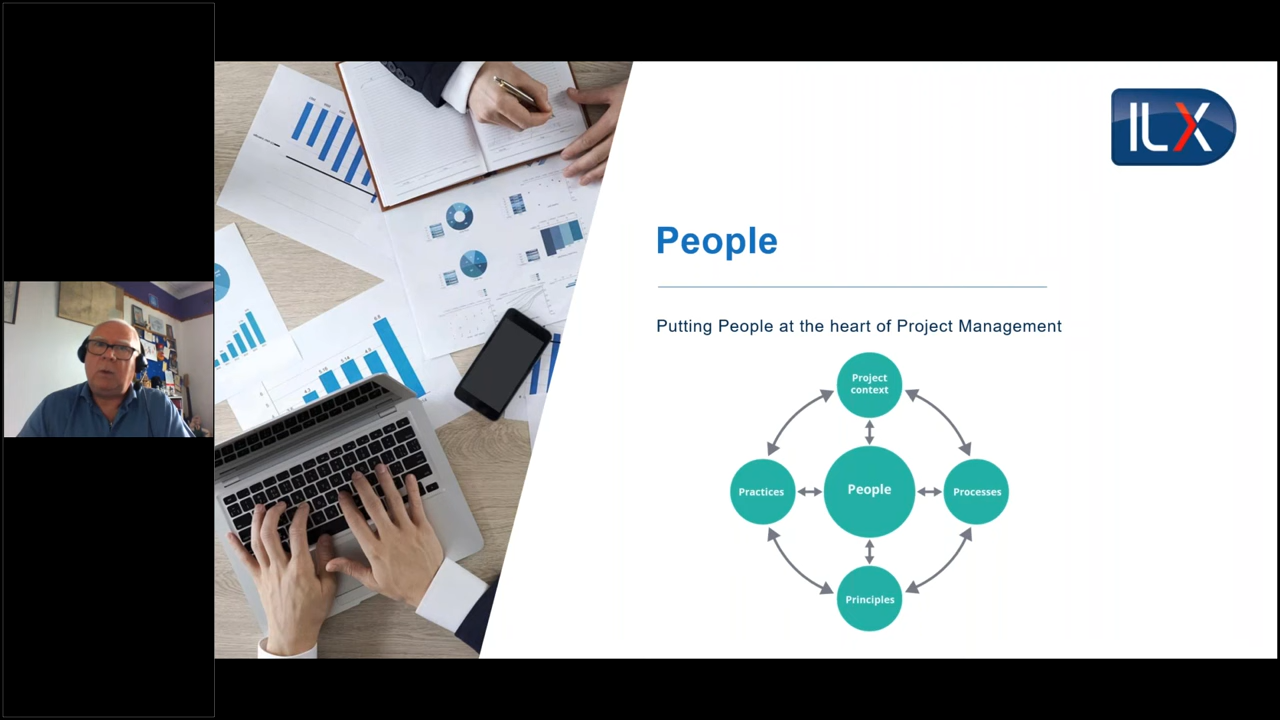 ILX
People
Putting People at the heart of Project Management
Project
context
Practices
People
Processes
Principles